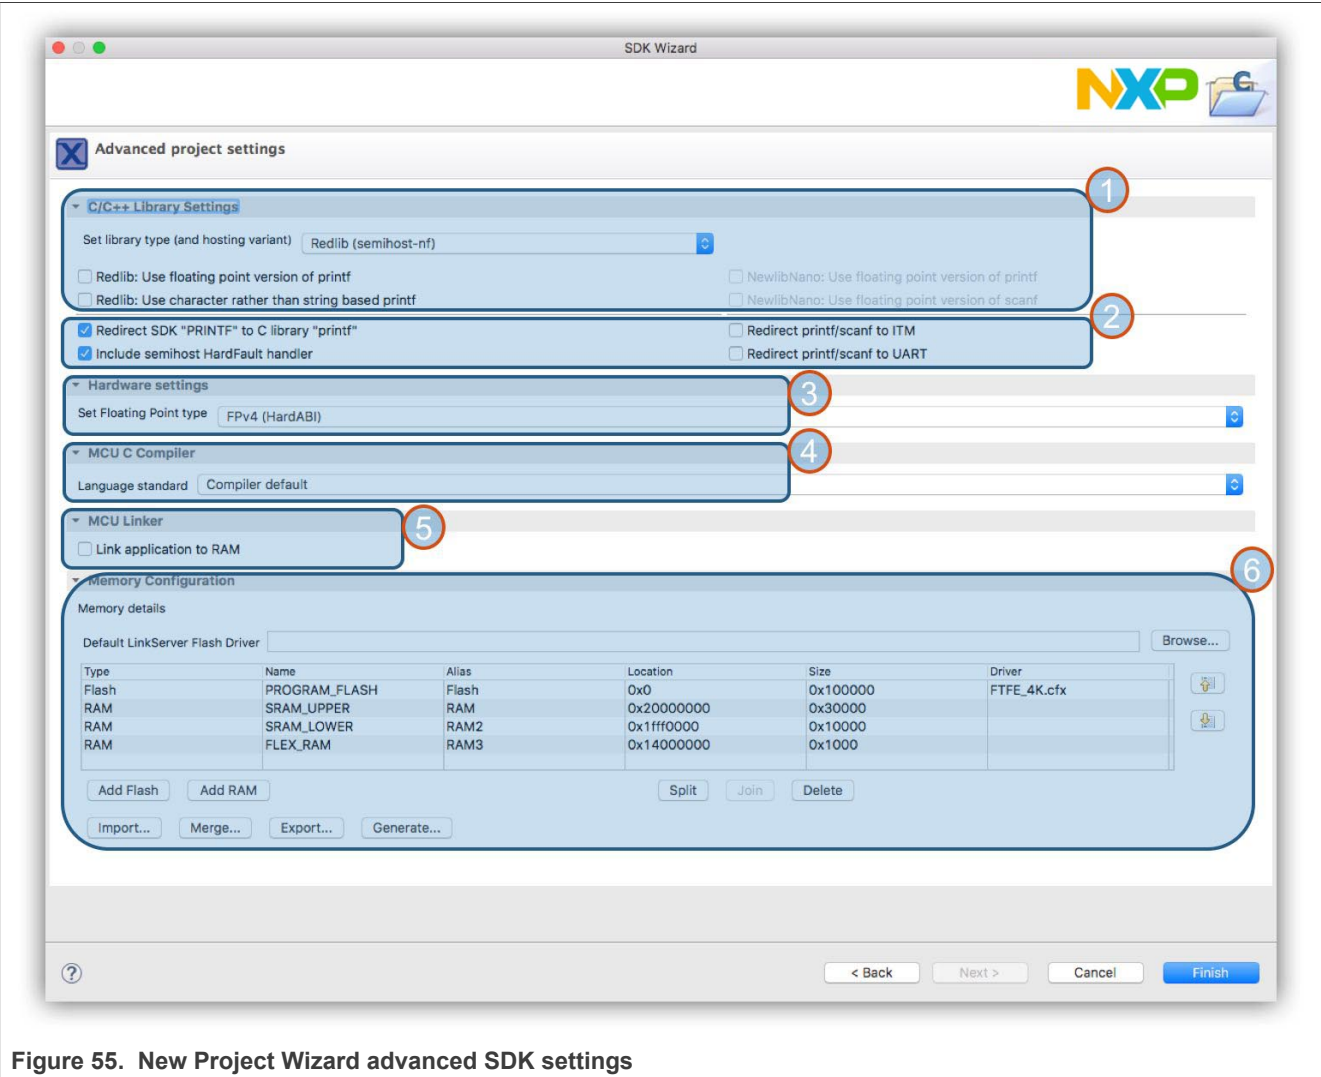 SDK Wizard
NXP
C
X
Advanced project settings
1
C/C++ Library Settings
Set library type (and hosting variant) Redlib (semihost-nf)
Redlib: Use floating point version of printf NewlibNano: Use floating point version of printf
Redlib: Use character rather than string based printf NewlibNano: Use floating point version of scanf
2
Redirect SDK "PRINTF" to C library "printf" Redirect printf/scanf to ITM
Include semihost HardFault handler Redirect printf/scanf to UART
Hardware settings
3
Set Floating Point type FPv4 (HardABI)
MCU C Compiler
4
Language standard Compiler default
MCU Linker
5
Link application to RAM
Memory Configuration
6
Memory details
Default LinkServer Flash Driver Browse...
Type Name Alias Location Size Driver
Flash PROGRAM_FLASH Flash 0x0 0x100000 FTFE_4K.cfx
RAM SRAM_UPPER RAM 0x20000000 0x30000
RAM SRAM_LOWER RAM2 0x1fff0000 0x10000
RAM FLEX_RAM RAM3 0x14000000 0x1000
Add Flash Add RAM Split Join Delete
Import... Merge... Export... Generate...
? < Back Next > Cancel Finish
Figure 55. New Project Wizard advanced SDK settings